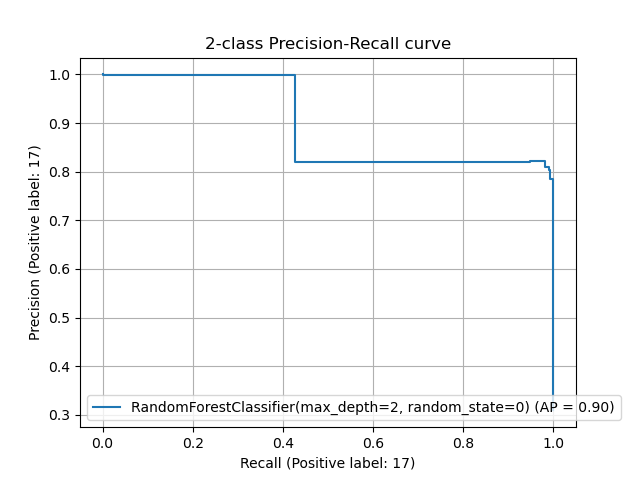 2-class Precision-Recall curve
1.0
0.9
0.8
0.7
0.6
0.5
0.4
0.3
Precision (Positive label: 17)
RandomForestClassifier(max_depth=2, random_state=0) (AP = 0.90)
0.0 0.2 0.4 0.6 0.8 1.0
Recall (Positive label: 17)